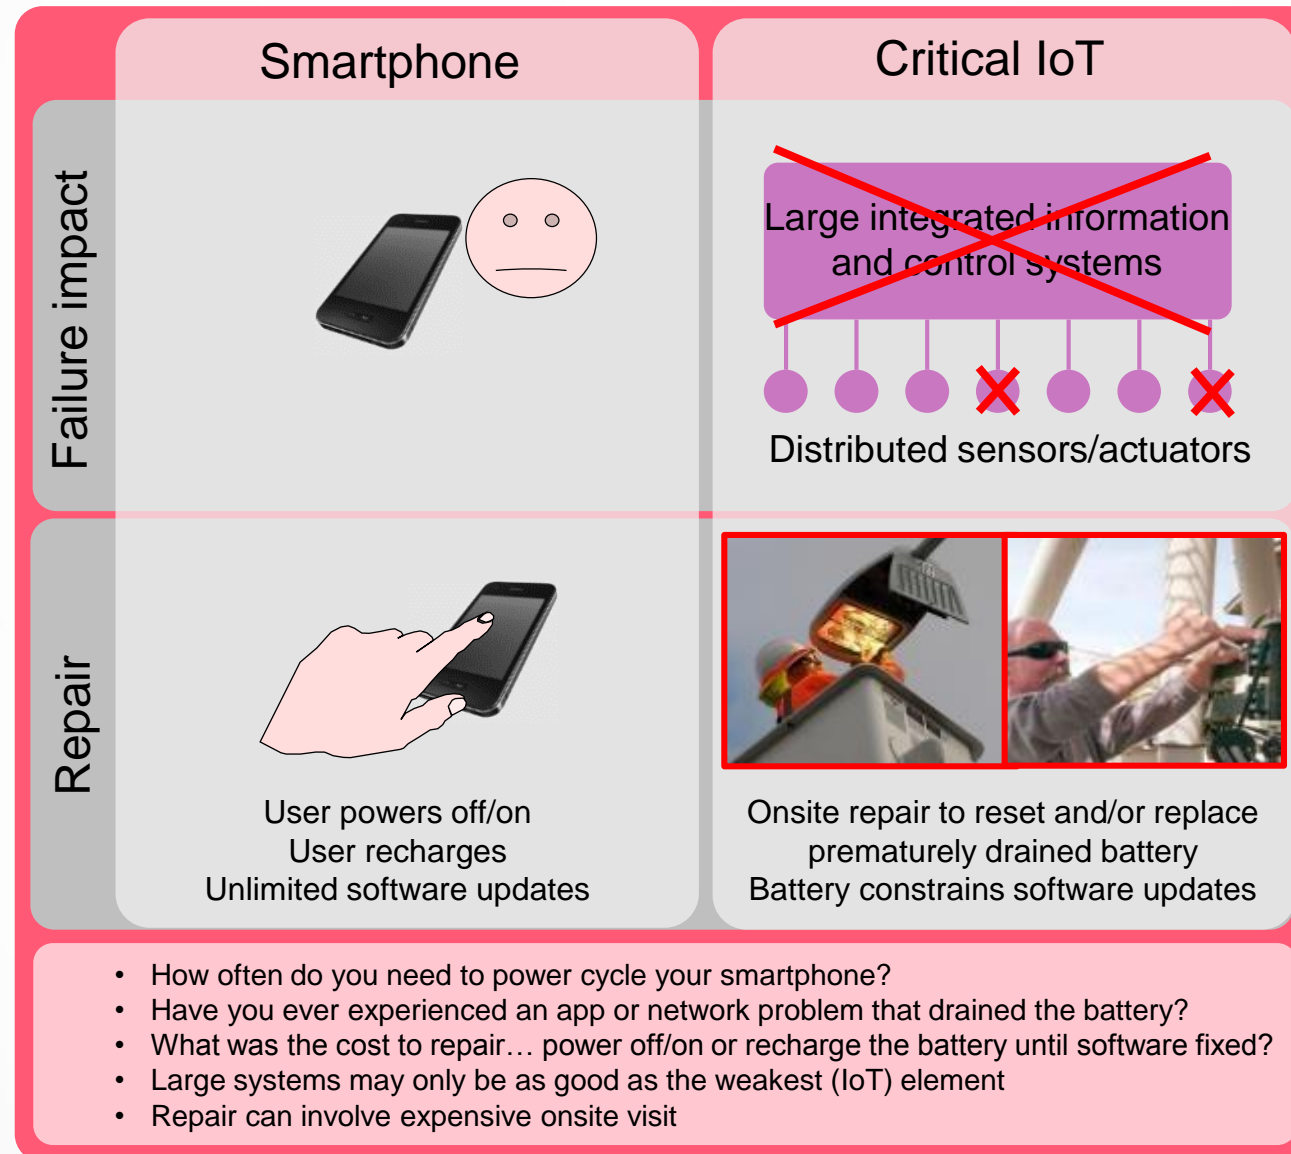 Smartphone
Critical IoT
Failure impact
Large integrated information
and control systems
Distributed sensors/actuators
Repair
User powers off/on
User recharges
Unlimited software updates
Onsite repair to reset and/or replace
prematurely drained battery
Battery constrains software updates
• How often do you need to power cycle your smartphone?
• Have you ever experienced an app or network problem that drained the battery?
• What was the cost to repair… power off/on or recharge the battery until software fixed?
• Large systems may only be as good as the weakest (IoT) element
• Repair can involve expensive onsite visit